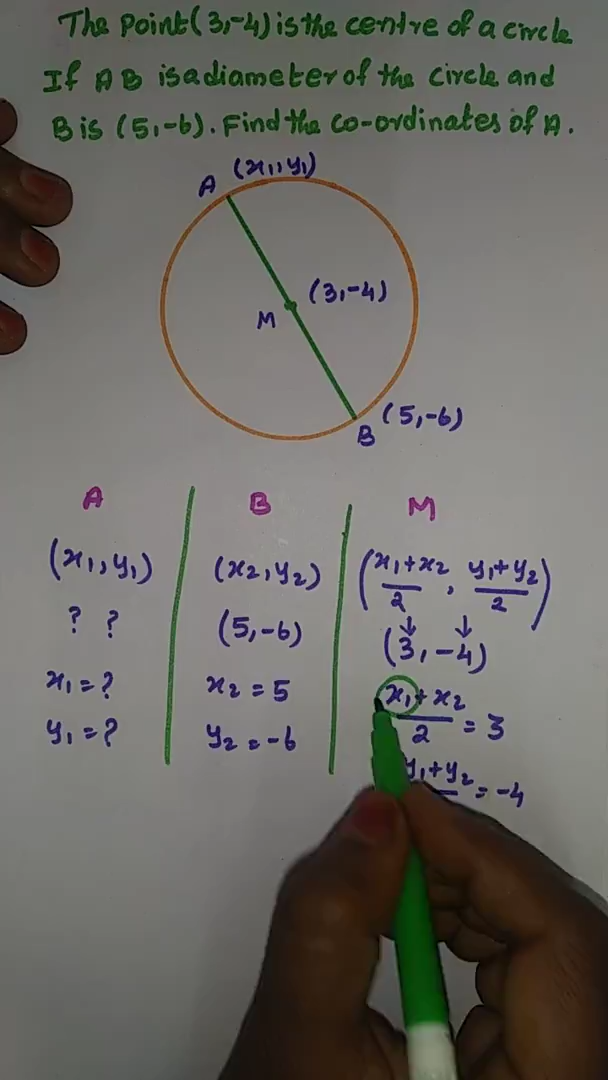 The point (3,-4) is the centre of a circle
If AB is a diameter of the circle and
B is (5,-6). Find the co-ordinates of A.
A (x₁,y₁)
(3,-4)
M
(5,-6)
B
A
B
M
(x₁,y₁)
(x₂,y₂)
(x₁+x₂/2, y₁+y₂/2)
? ?
(5,-6)
↓ ↓
(3,-4)
x₁=?
x₂=5
x₁+x₂/2=3
y₁=?
y₂=-6
y₁+y₂ =-4